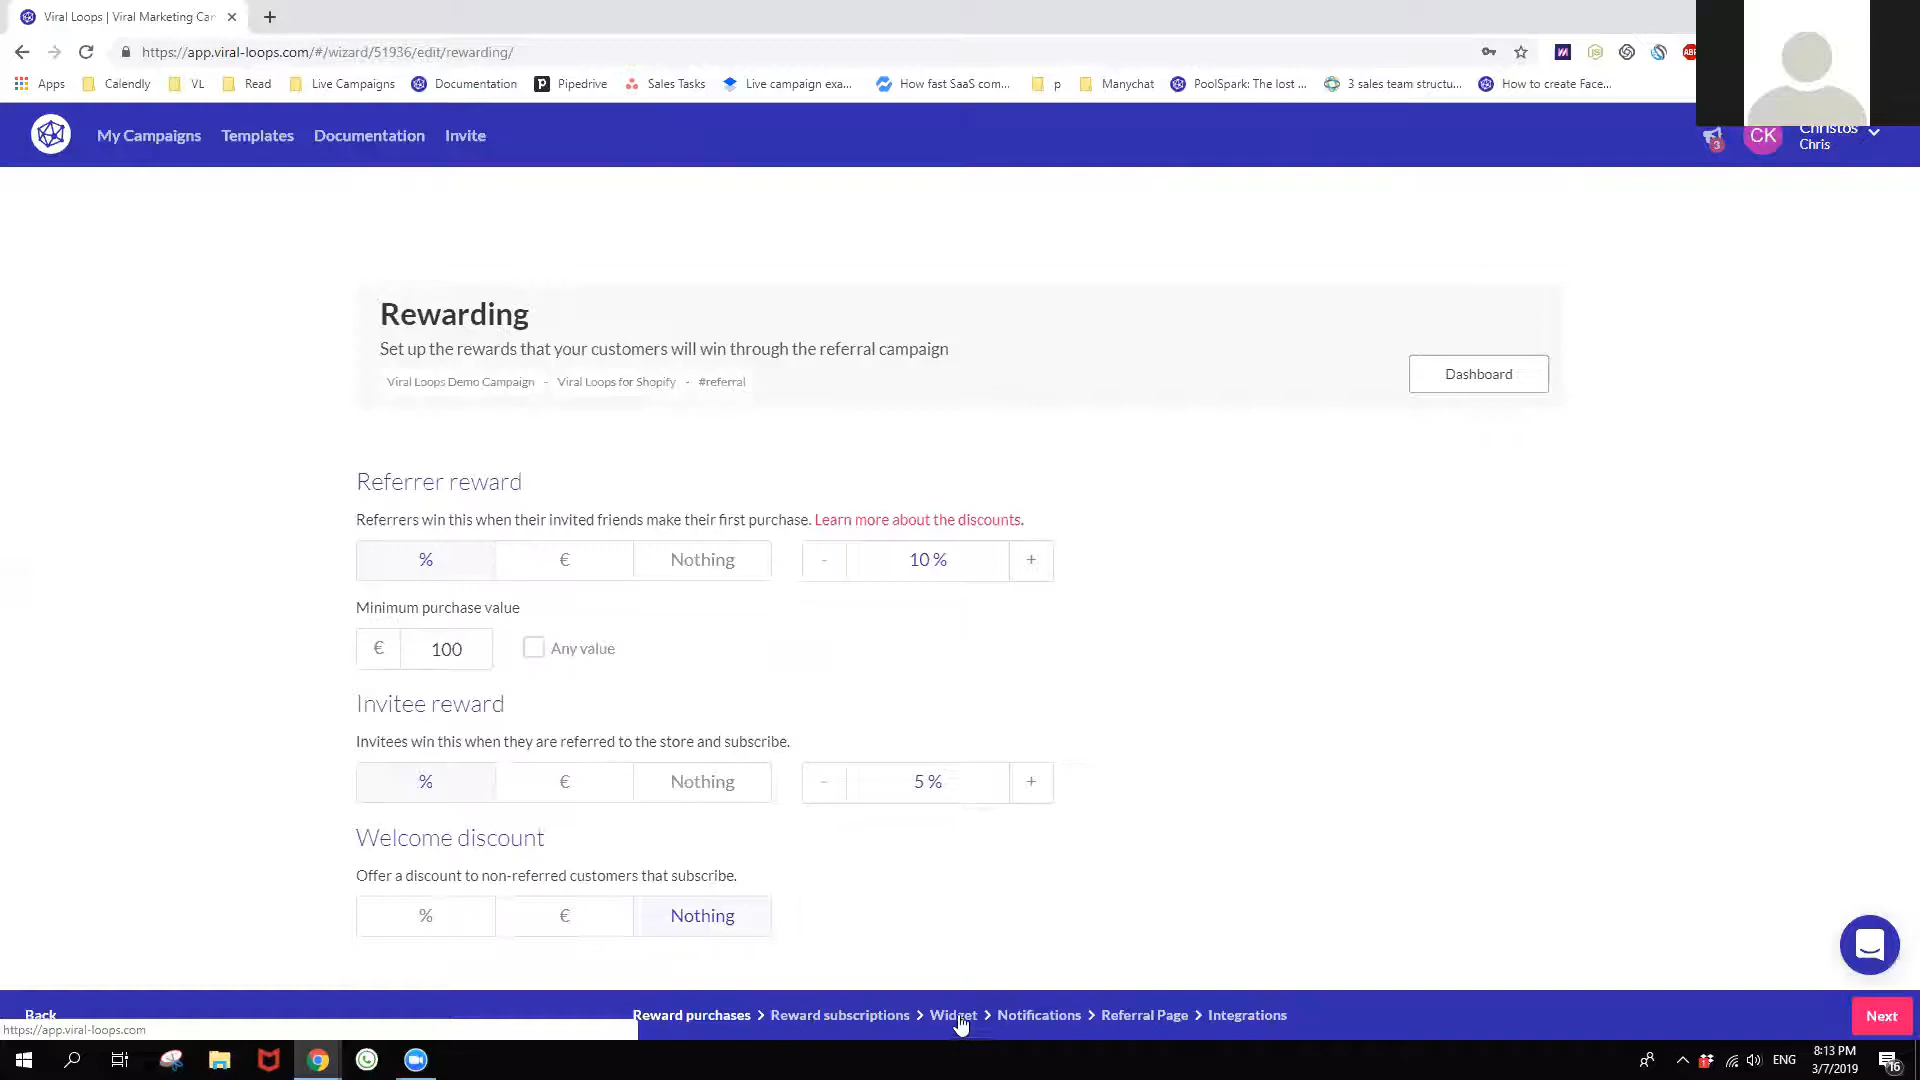 Viral Loops | Viral Marketing Car
https://app.viral-loops.com/#/wizard/51936/edit/rewarding/
Apps Calendly VL Read Live Campaigns Documentation Pipedrive Sales Tasks Live campaign exa... How fast SaaS com... p Manychat PoolSpark: The lost ... 3 sales team structu... How to create Face...
My Campaigns Templates Documentation Invite
3 CK Christos
Chris
Rewarding
Set up the rewards that your customers will win through the referral campaign
Viral Loops Demo Campaign - Viral Loops for Shopify - #referral
Dashboard
Referrer reward
Referrers win this when their invited friends make their first purchase. Learn more about the discounts.
% € Nothing - 10 % +
Minimum purchase value
€ 100 Any value
Invitee reward
Invitees win this when they are referred to the store and subscribe.
% € Nothing - 5 % +
Welcome discount
Offer a discount to non-referred customers that subscribe.
% € Nothing
Back Reward purchases > Reward subscriptions > Widget > Notifications > Referral Page > Integrations Next
https://app.viral-loops.com
ENG 8:13 PM
3/7/2019 16